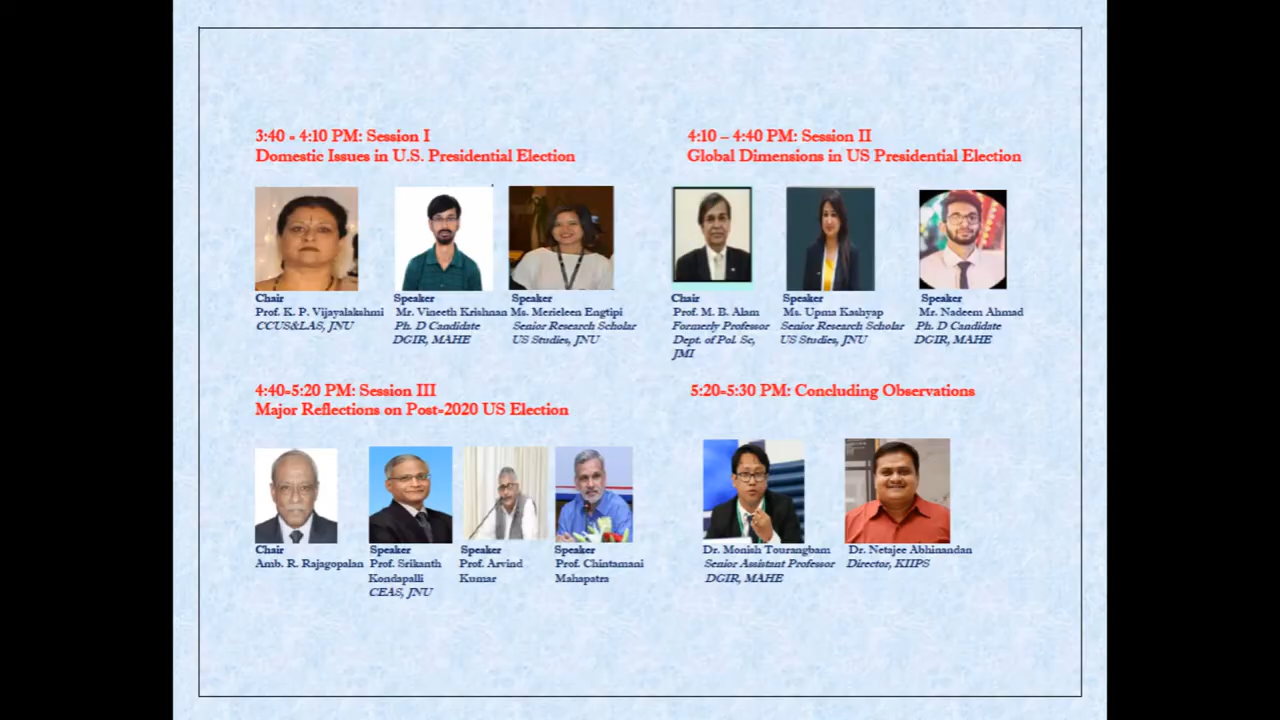 3:40 - 4:10 PM: Session I
Domestic Issues in U.S. Presidential Election
Chair
Prof. K. P. Vijayalakshmi
CCUS&LAS, JNU
Speaker
Mr. Vineeth Krishnan
Ph. D Candidate
DGIR, MAHE
Speaker
Ms. Merieleen Engtipi
Senior Research Scholar
US Studies, JNU
4:10 – 4:40 PM: Session II
Global Dimensions in US Presidential Election
Chair
Prof. M. B. Alam
Formerly Professor
Dept. of Pol. Sc,
JMI
Speaker
Ms. Upma Kashyap
Senior Research Scholar
US Studies, JNU
Speaker
Mr. Nadeem Ahmad
Ph. D Candidate
DGIR, MAHE
4:40-5:20 PM: Session III
Major Reflections on Post-2020 US Election
Chair
Amb. R. Rajagopalan
Speaker
Prof. Srikanth
Kondapalli
CEAS, JNU
Speaker
Prof. Arvind
Kumar
Speaker
Prof. Chintamani
Mahapatra
5:20-5:30 PM: Concluding Observations
Dr. Monish Tourangbam
Senior Assistant Professor
DGIR, MAHE
Dr. Netajee Abhinandan
Director, KIIPS